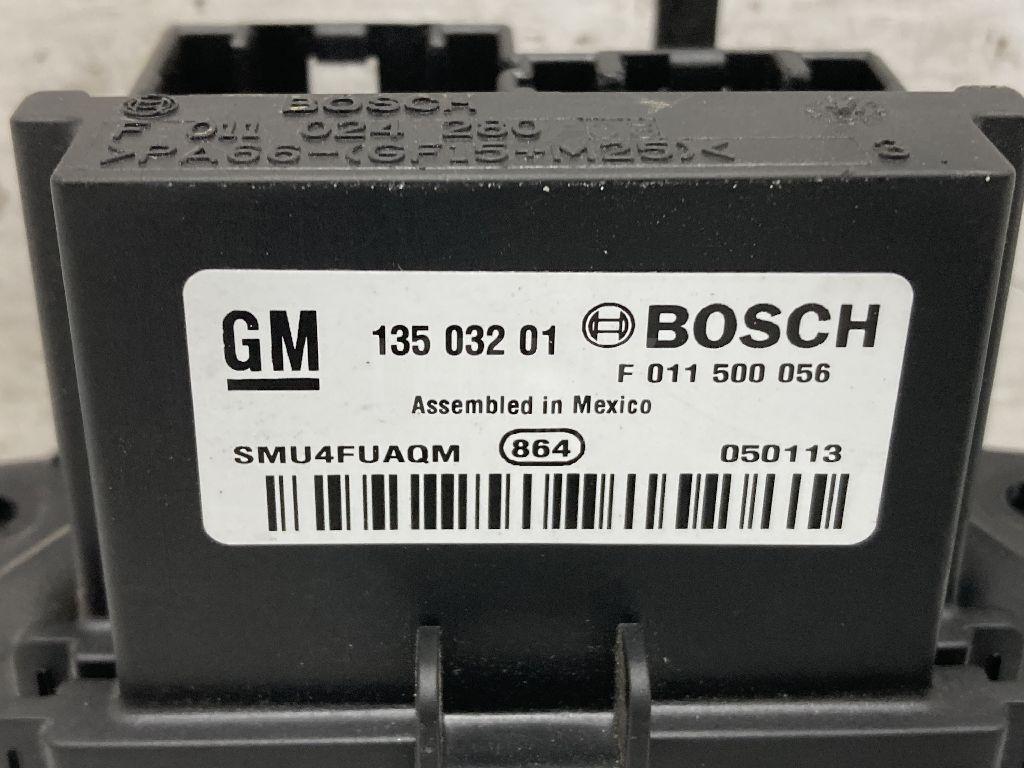 BOSCH
F 011 024 280
>PA66-(GF15+M25)<
3
GM 135 032 01 BOSCH
F 011 500 056
Assembled in Mexico
SMU4FUAQM 864 050113